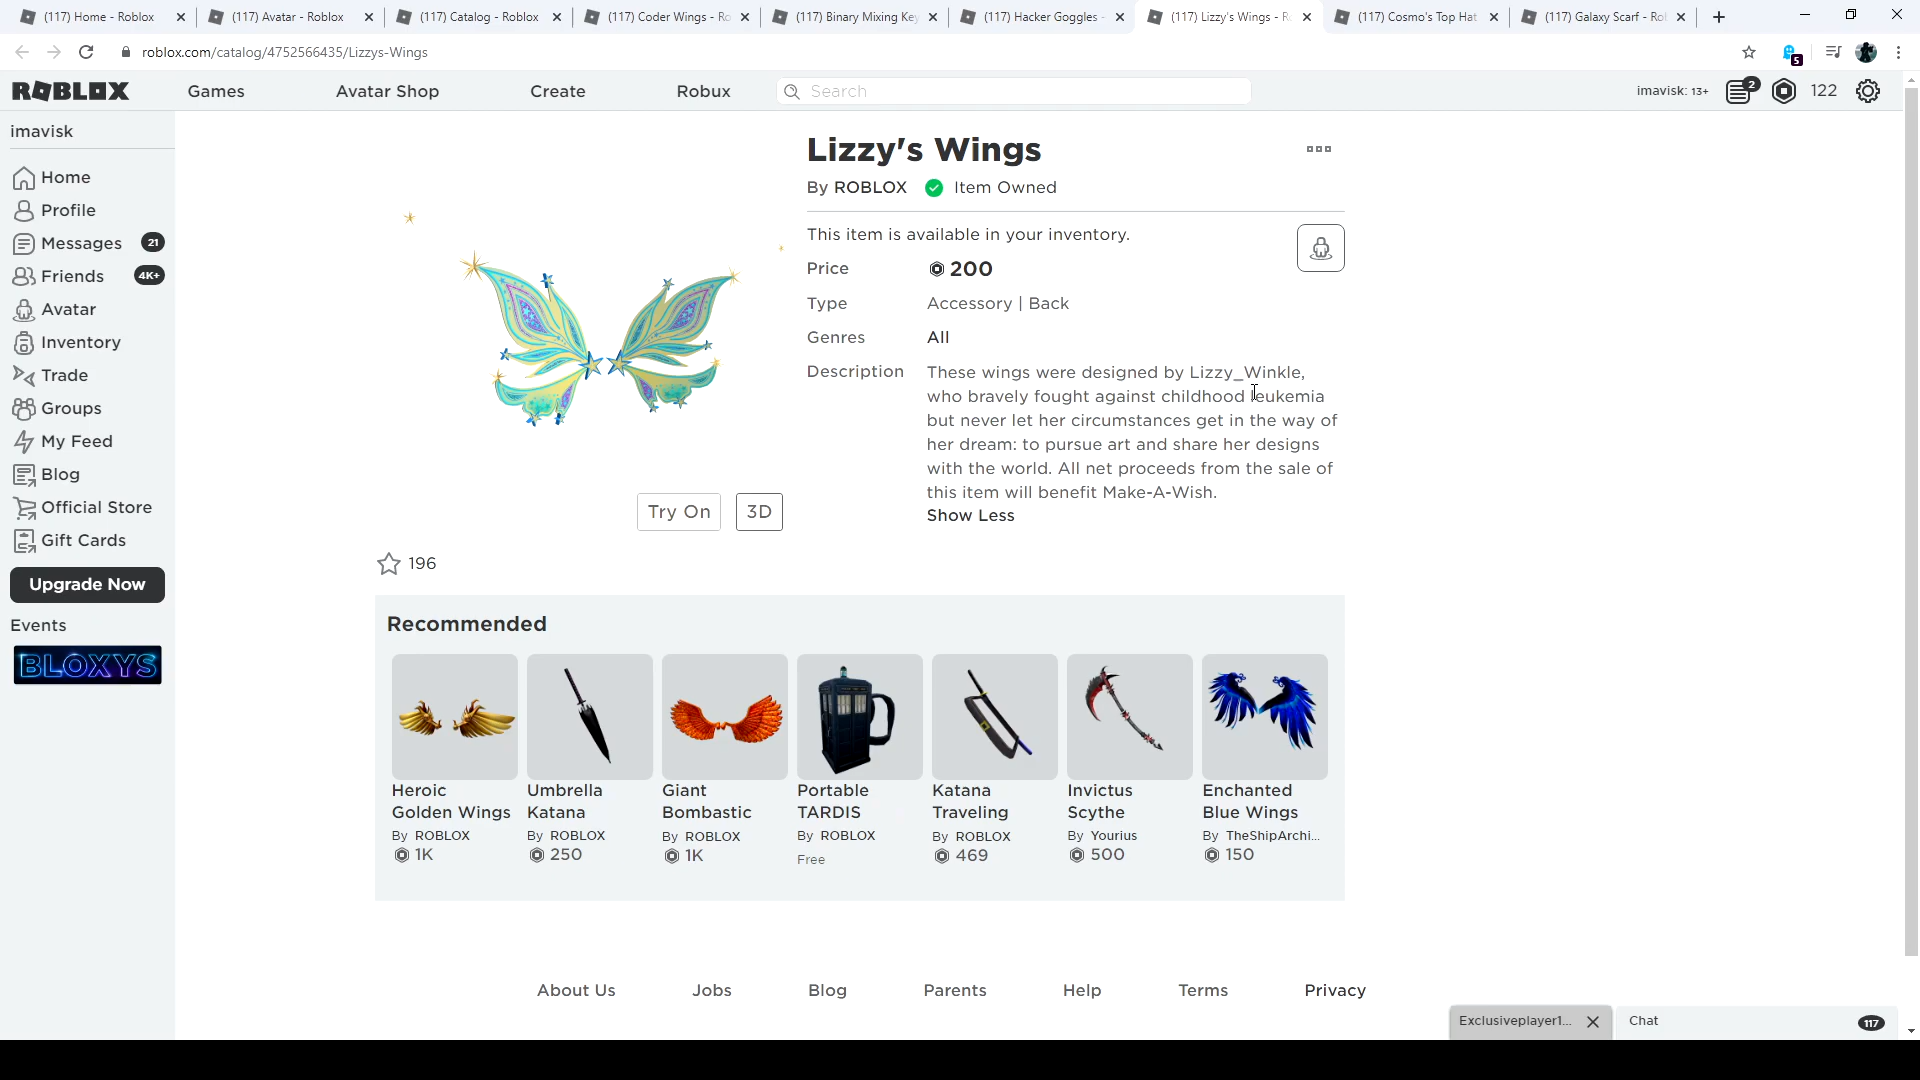 (117) Home - Roblox
(117) Avatar - Roblox
(117) Catalog - Roblox
(117) Coder Wings - Ro
(117) Binary Mixing Key
(117) Hacker Goggles -
(117) Lizzy's Wings - R
(117) Cosmo's Top Hat
(117) Galaxy Scarf - Rol
roblox.com/catalog/4752566435/Lizzys-Wings
5
ROBLOX
Games
Avatar Shop
Create
Robux
Search
imavisk: 13+
2
122
imavisk
Home
Profile
Messages 21
Friends 4K+
Avatar
Inventory
Trade
Groups
My Feed
Blog
Official Store
Gift Cards
Upgrade Now
Events
BLOXYS
Lizzy's Wings
By ROBLOX Item Owned
This item is available in your inventory.
Price 200
Type Accessory | Back
Genres All
Description These wings were designed by Lizzy_Winkle,
who bravely fought against childhood leukemia
but never let her circumstances get in the way of
her dream: to pursue art and share her designs
with the world. All net proceeds from the sale of
this item will benefit Make-A-Wish.
Show Less
Try On
3D
196
Recommended
Heroic
Golden Wings
By ROBLOX
1K
Umbrella
Katana
By ROBLOX
250
Giant
Bombastic
By ROBLOX
1K
Portable
TARDIS
By ROBLOX
Free
Katana
Traveling
By ROBLOX
469
Invictus
Scythe
By Yourius
500
Enchanted
Blue Wings
By TheShipArchi...
150
About Us
Jobs
Blog
Parents
Help
Terms
Privacy
Exclusiveplayer1...
Chat
117